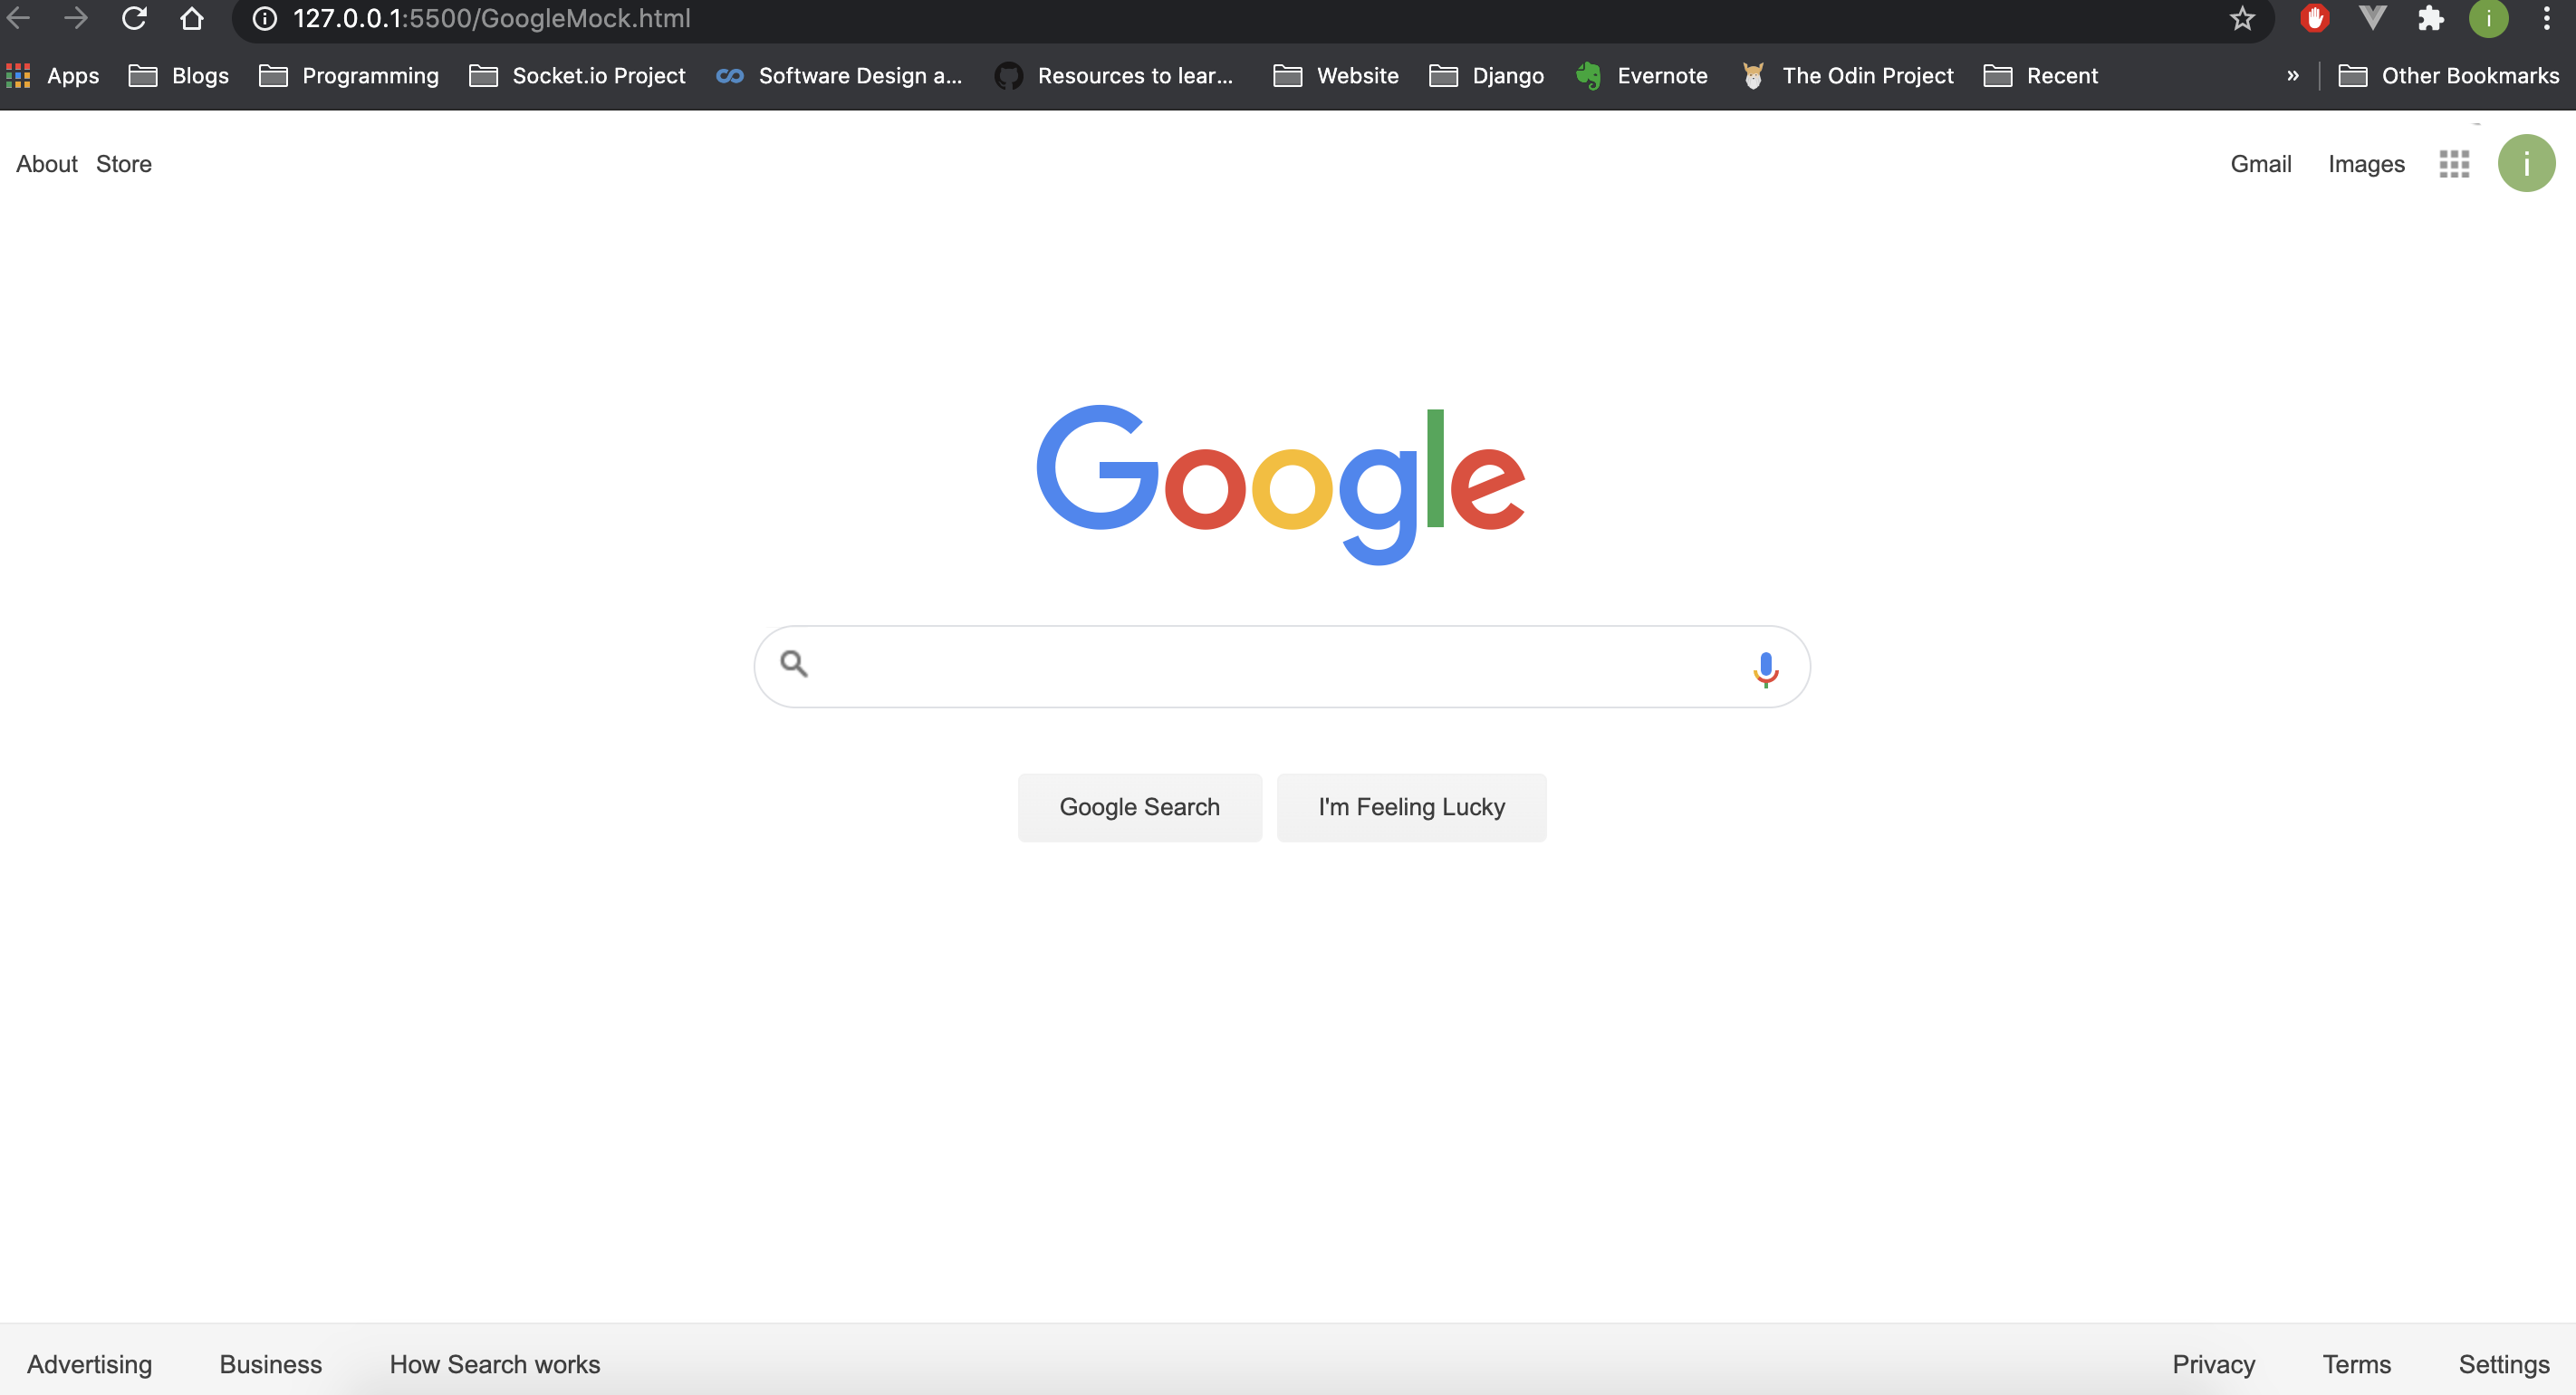 127.0.0.1:5500/GoogleMock.html i
Apps Blogs Programming Socket.io Project Software Design a... Resources to lear... Website Django Evernote The Odin Project Recent » Other Bookmarks
About Store Gmail Images i
Google
Google Search I'm Feeling Lucky
Advertising Business How Search works Privacy Terms Settings